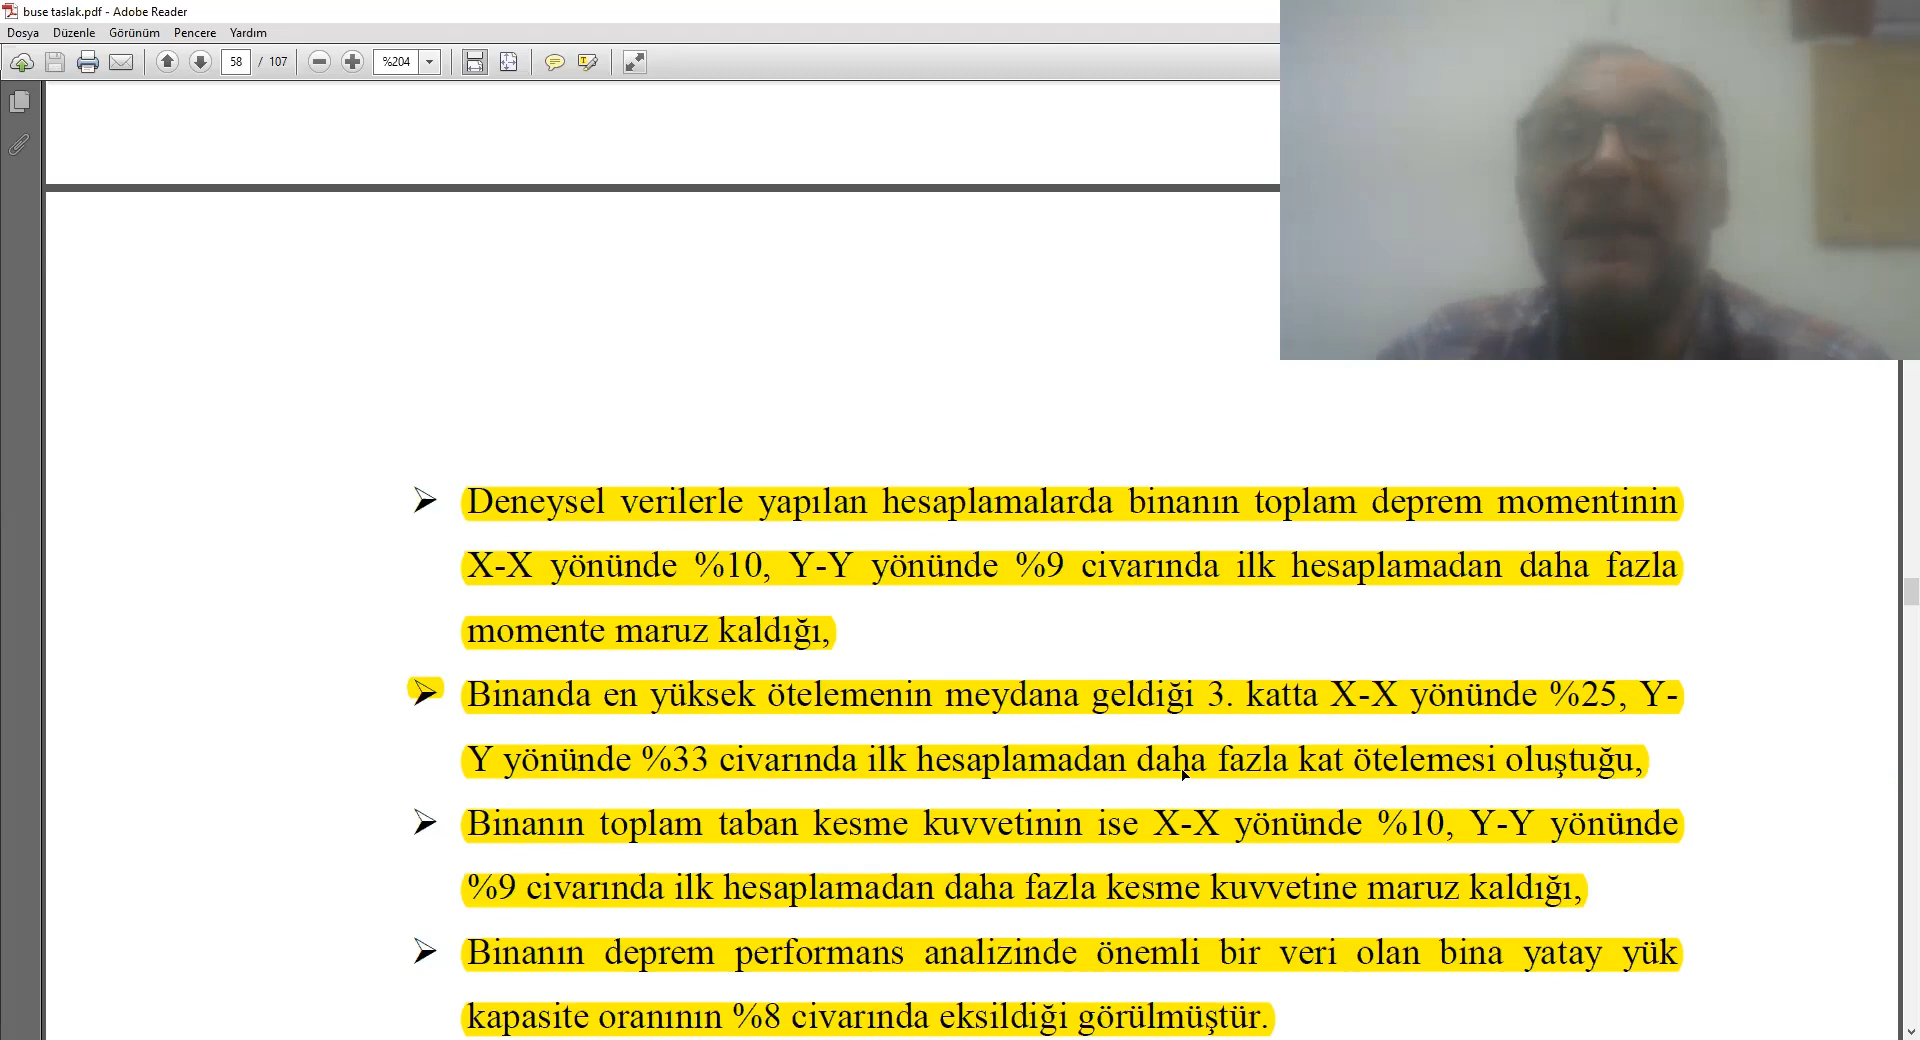 buse taslak.pdf - Adobe Reader
Dosya Düzenle Görünüm Pencere Yardım
58 / 107 %204
Deneysel verilerle yapılan hesaplamalarda binanın toplam deprem momentinin
X-X yönünde %10, Y-Y yönünde %9 civarında ilk hesaplamadan daha fazla
momente maruz kaldığı,
Binanda en yüksek ötelemenin meydana geldiği 3. katta X-X yönünde %25, Y-
Y yönünde %33 civarında ilk hesaplamadan daha fazla kat ötelemesi oluştuğu,
Binanın toplam taban kesme kuvvetinin ise X-X yönünde %10, Y-Y yönünde
%9 civarında ilk hesaplamadan daha fazla kesme kuvvetine maruz kaldığı,
Binanın deprem performans analizinde önemli bir veri olan bina yatay yük
kapasite oranının %8 civarında eksildiği görülmüştür.